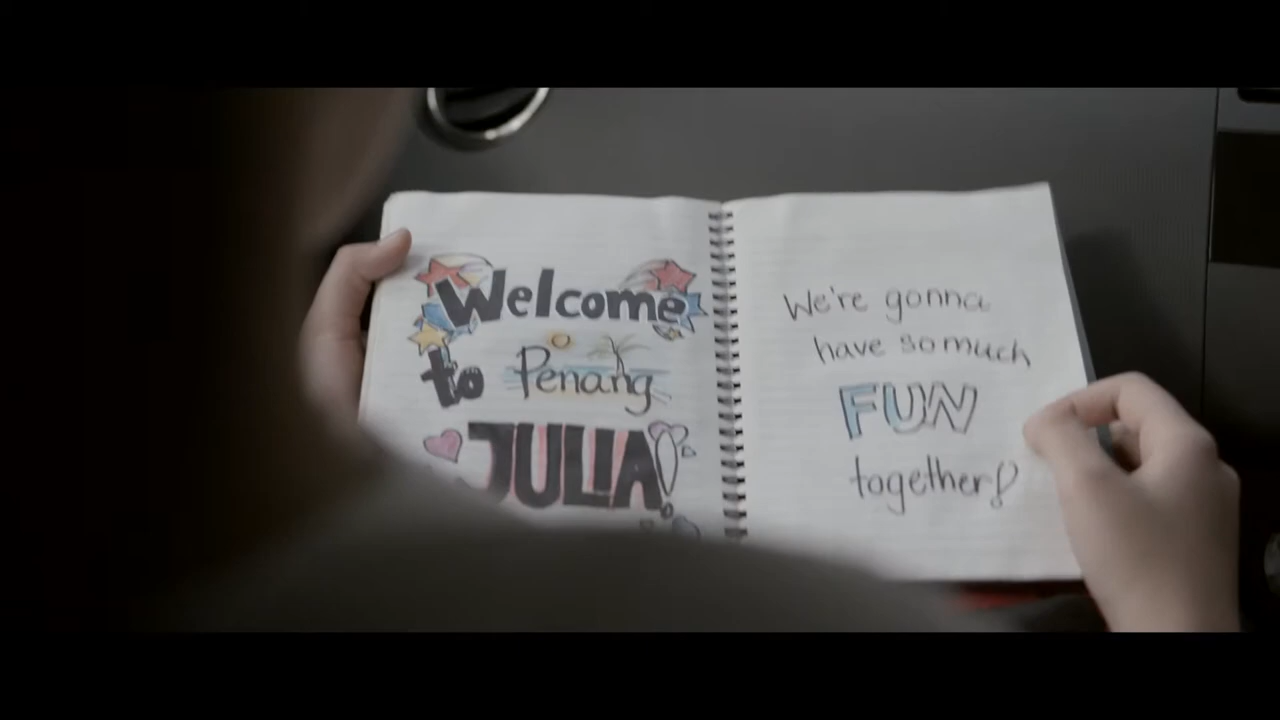 Welcome
to Penang
JULIA!
We're gonna
have so much
FUN
together!